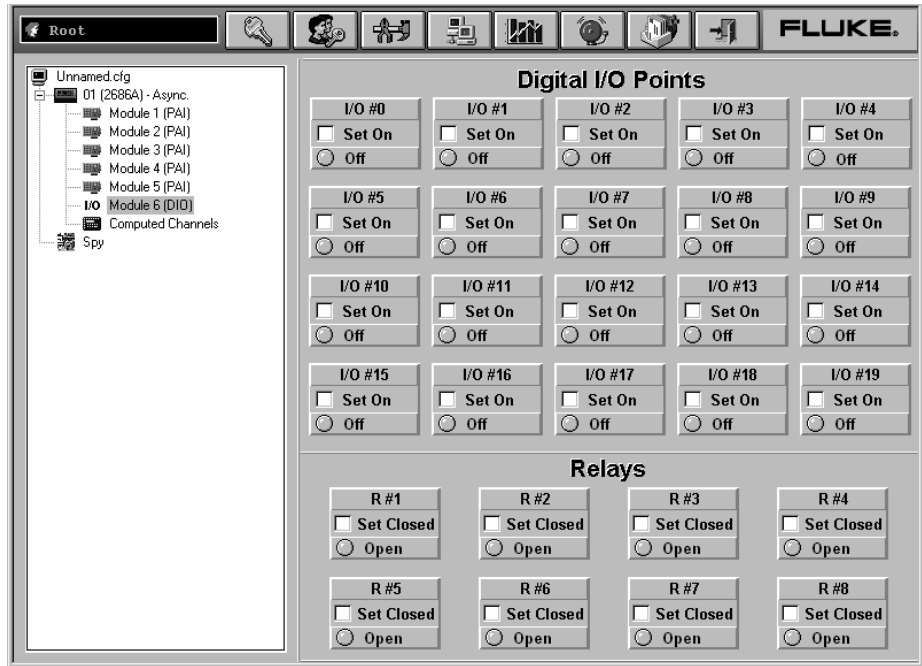 Root
FLUKE®
Unnamed.cfg
01 (2686A) - Async.
Module 1 (PAI)
Module 2 (PAI)
Module 3 (PAI)
Module 4 (PAI)
Module 5 (PAI)
I/O Module 6 (DIO)
Computed Channels
Spy
Digital I/O Points
I/O #0 I/O #1 I/O #2 I/O #3 I/O #4
Set On Set On Set On Set On Set On
Off Off Off Off Off
I/O #5 I/O #6 I/O #7 I/O #8 I/O #9
Set On Set On Set On Set On Set On
Off Off Off Off Off
I/O #10 I/O #11 I/O #12 I/O #13 I/O #14
Set On Set On Set On Set On Set On
Off Off Off Off Off
I/O #15 I/O #16 I/O #17 I/O #18 I/O #19
Set On Set On Set On Set On Set On
Off Off Off Off Off
Relays
R #1 R #2 R #3 R #4
Set Closed Set Closed Set Closed Set Closed
Open Open Open Open
R #5 R #6 R #7 R #8
Set Closed Set Closed Set Closed Set Closed
Open Open Open Open